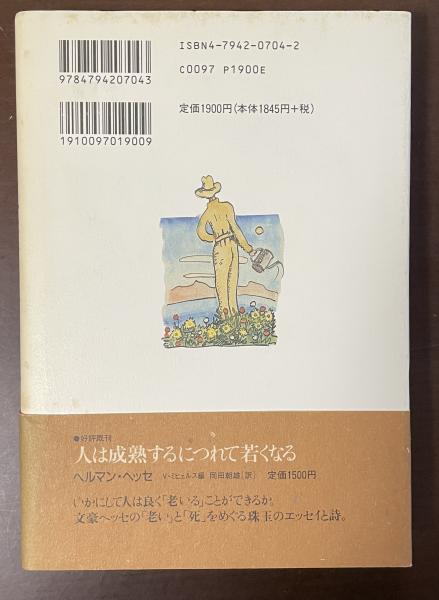 ISBN4-7942-0704-2
9784794207043
C0097 P1900E
定価1900円(本体1845円+税)
1910097019009
●好評既刊
人は成熟するにつれて若くなる
ヘルマン・ヘッセ V・ミヒェルス編 岡田朝雄[訳] 定価1500円
いかにして人は良く「老いる」ことができるか。
文豪ヘッセの「老い」と「死」をめぐる珠玉のエッセイと詩。